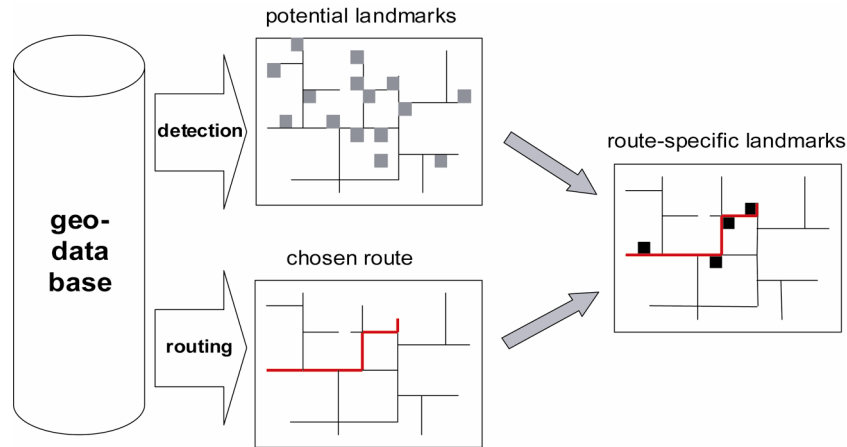 potential landmarks
detection
route-specific landmarks
geo-
data
base
chosen route
routing